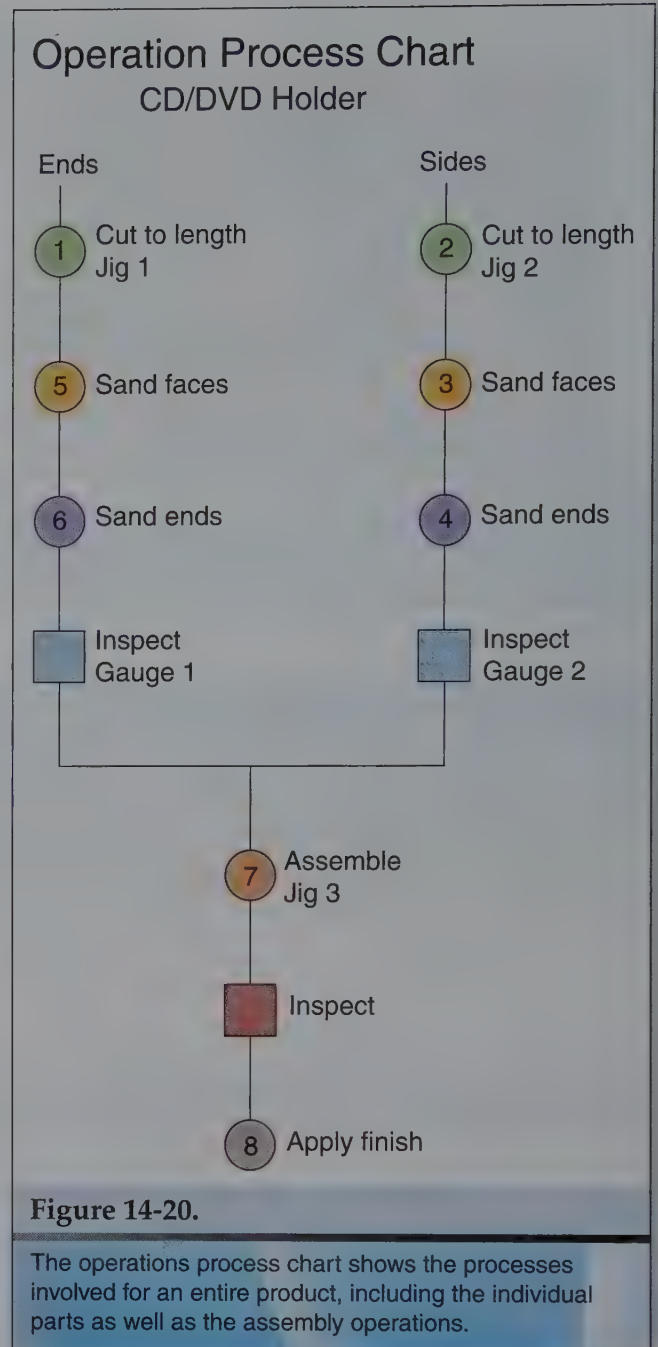 Operation Process Chart
CD/DVD Holder
Ends
Sides
1
Cut to length
Jig 1
2
Cut to length
Jig 2
5
Sand faces
3
Sand faces
6
Sand ends
4
Sand ends
Inspect
Gauge 1
Inspect
Gauge 2
7
Assemble
Jig 3
Inspect
8
Apply finish
Figure 14-20.
The operations process chart shows the processes
involved for an entire product, including the individual
parts as well as the assembly operations.